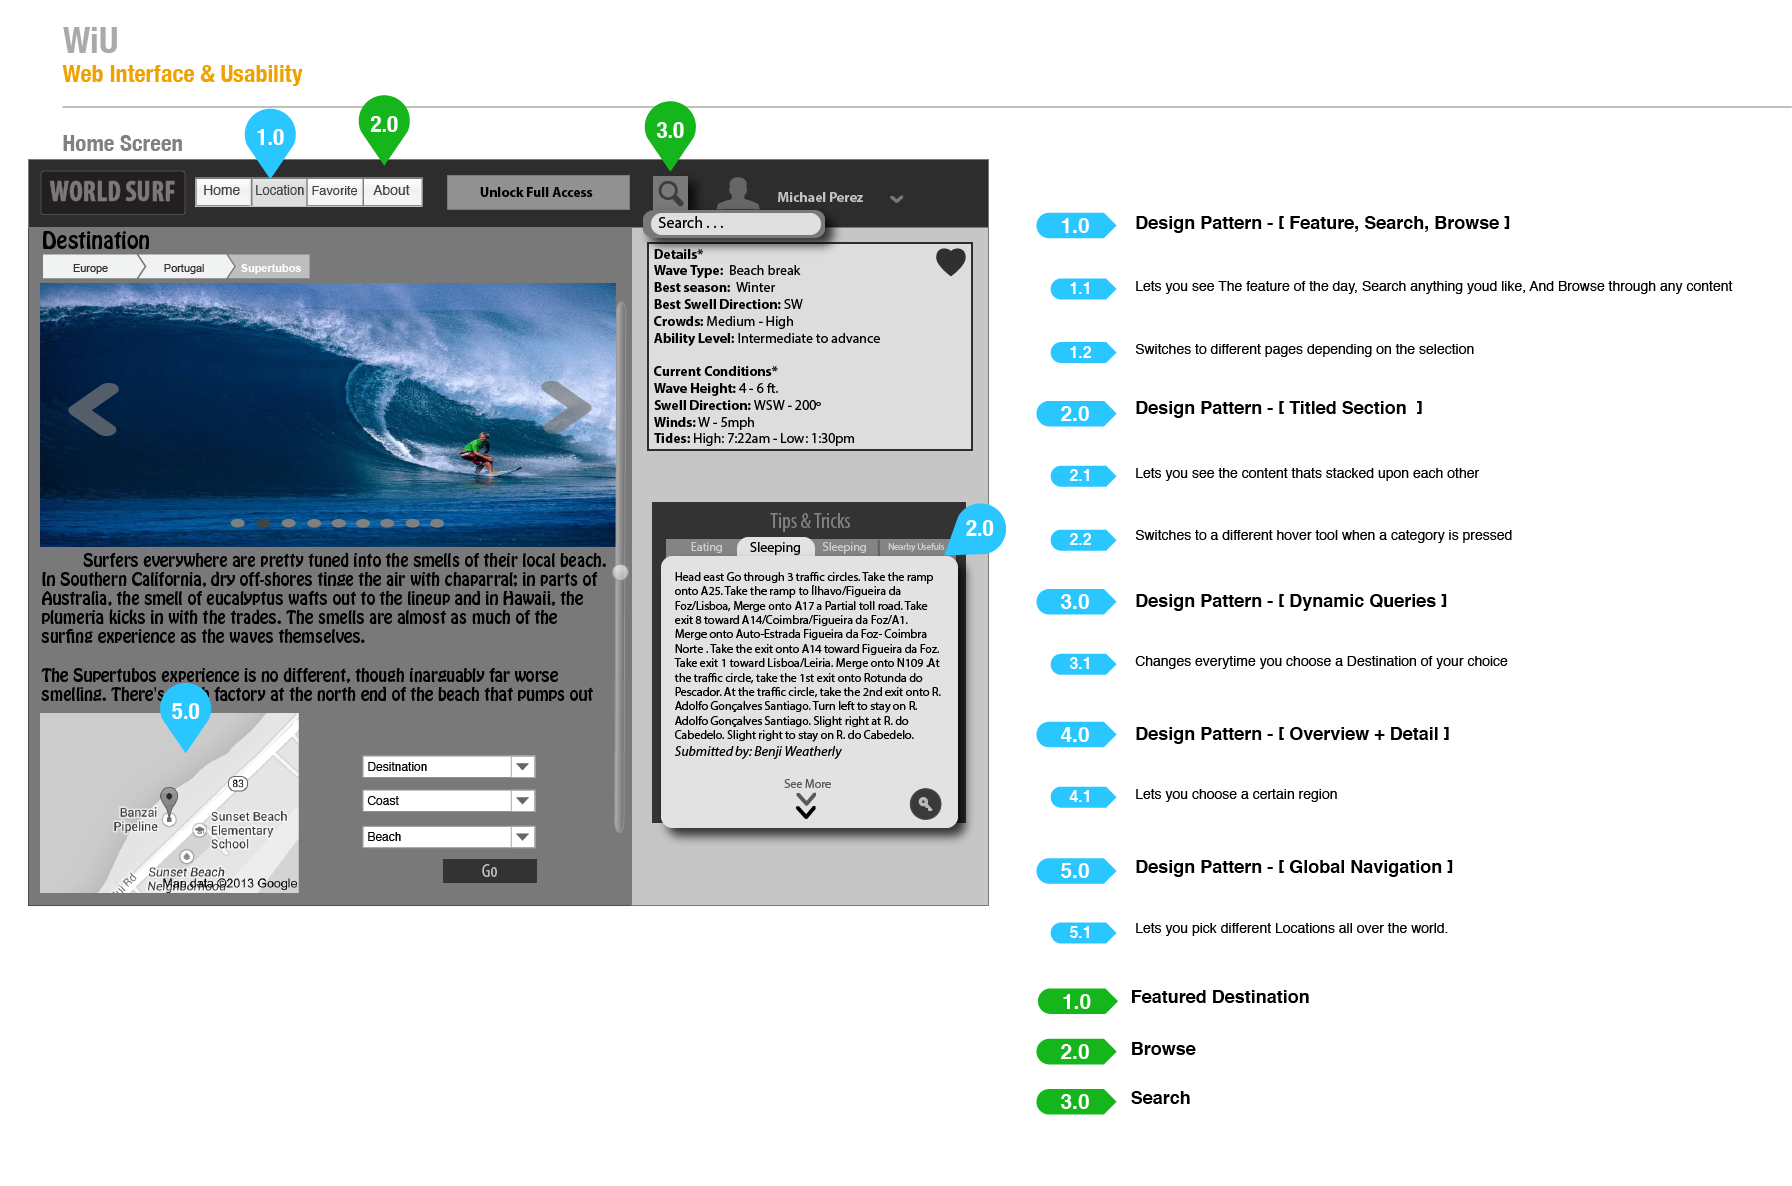 WiU
Web Interface & Usability
Home Screen
1.0
2.0
3.0
WORLD SURF
Home
Location
Favorite
About
Unlock Full Access
Michael Perez
Search . . .
Destination
Europe
Portugal
Supertubos
Surfers everywhere are pretty tuned into the smells of their local beach.
In Southern California, dry off-shores tinge the air with chaparral; in parts of
Australia, the smell of eucalyptus wafts out to the lineup and in Hawaii, the
plumeria kicks in with the trades. The smells are almost as much of the
surfing experience as the waves themselves.
The Supertubos experience is no different, though inarguably far worse
smelling. There's factory at the north end of the beach that pumps out
5.0
83
Banzai
Pipeline
Sunset Beach
Elementary
School
Sunset Beach
Neighborhood
Rd
Map data ©2013 Google
Desitnation
Coast
Beach
Go
Details*
Wave Type: Beach break
Best season: Winter
Best Swell Direction: SW
Crowds: Medium - High
Ability Level: Intermediate to advance
Current Conditions*
Wave Height: 4 - 6 ft.
Swell Direction: WSW - 200º
Winds: W - 5mph
Tides: High: 7:22am - Low: 1:30pm
Tips & Tricks
2.0
Eating
Sleeping
Sleeping
Nearby Usefuls
Head east Go through 3 traffic circles. Take the ramp
onto A25. Take the ramp to Ílhavo/Figueira da
Foz/Lisboa, Merge onto A17 a Partial toll road. Take
exit 8 toward A14/Coimbra/Figueira da Foz/A1.
Merge onto Auto-Estrada Figueira da Foz- Coimbra
Norte . Take the exit onto A14 toward Figueira da Foz.
Take exit 1 toward Lisboa/Leiria. Merge onto N109 .At
the traffic circle, take the 1st exit onto Rotunda do
Pescador. At the traffic circle, take the 2nd exit onto R.
Adolfo Gonçalves Santiago. Turn left to stay on R.
Adolfo Gonçalves Santiago. Slight right at R. do
Cabedelo. Slight right to stay on R. do Cabedelo.
Submitted by: Benji Weatherly
See More
1.0 Design Pattern - [ Feature, Search, Browse ]
1.1 Lets you see The feature of the day, Search anything youd like, And Browse through any content
1.2 Switches to different pages depending on the selection
2.0 Design Pattern - [ Titled Section ]
2.1 Lets you see the content thats stacked upon each other
2.2 Switches to a different hover tool when a category is pressed
3.0 Design Pattern - [ Dynamic Queries ]
3.1 Changes everytime you choose a Destination of your choice
4.0 Design Pattern - [ Overview + Detail ]
4.1 Lets you choose a certain region
5.0 Design Pattern - [ Global Navigation ]
5.1 Lets you pick different Locations all over the world.
1.0 Featured Destination
2.0 Browse
3.0 Search